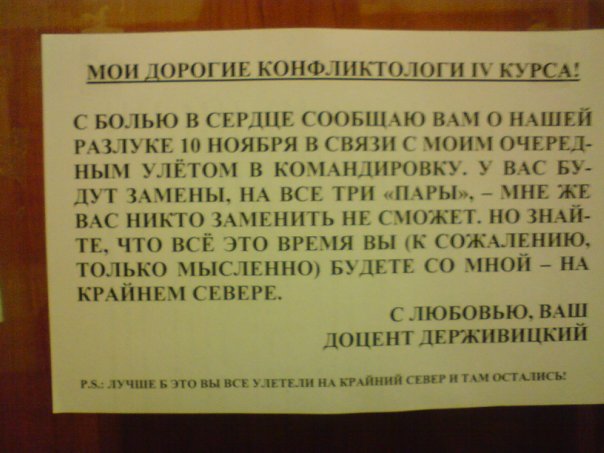 МОИ ДОРОГИЕ КОНФЛИКТОЛОГИ IV КУРСА!
С БОЛЬЮ В СЕРДЦЕ СООБЩАЮ ВАМ О НАШЕЙ
РАЗЛУКЕ 10 НОЯБРЯ В СВЯЗИ С МОИМ ОЧЕРЕД-
НЫМ УЛЁТОМ В КОМАНДИРОВКУ. У ВАС БУ-
ДУТ ЗАМЕНЫ, НА ВСЕ ТРИ «ПАРЫ», – МНЕ ЖЕ
ВАС НИКТО ЗАМЕНИТЬ НЕ СМОЖЕТ. НО ЗНАЙ-
ТЕ, ЧТО ВСЁ ЭТО ВРЕМЯ ВЫ (К СОЖАЛЕНИЮ,
ТОЛЬКО МЫСЛЕННО) БУДЕТЕ СО МНОЙ – НА
КРАЙНЕМ СЕВЕРЕ.
С ЛЮБОВЬЮ, ВАШ
ДОЦЕНТ ДЕРЖИВИЦКИЙ
P.S.: ЛУЧШЕ Б ЭТО ВЫ ВСЕ УЛЕТЕЛИ НА КРАЙНИЙ СЕВЕР И ТАМ ОСТАЛИСЬ!